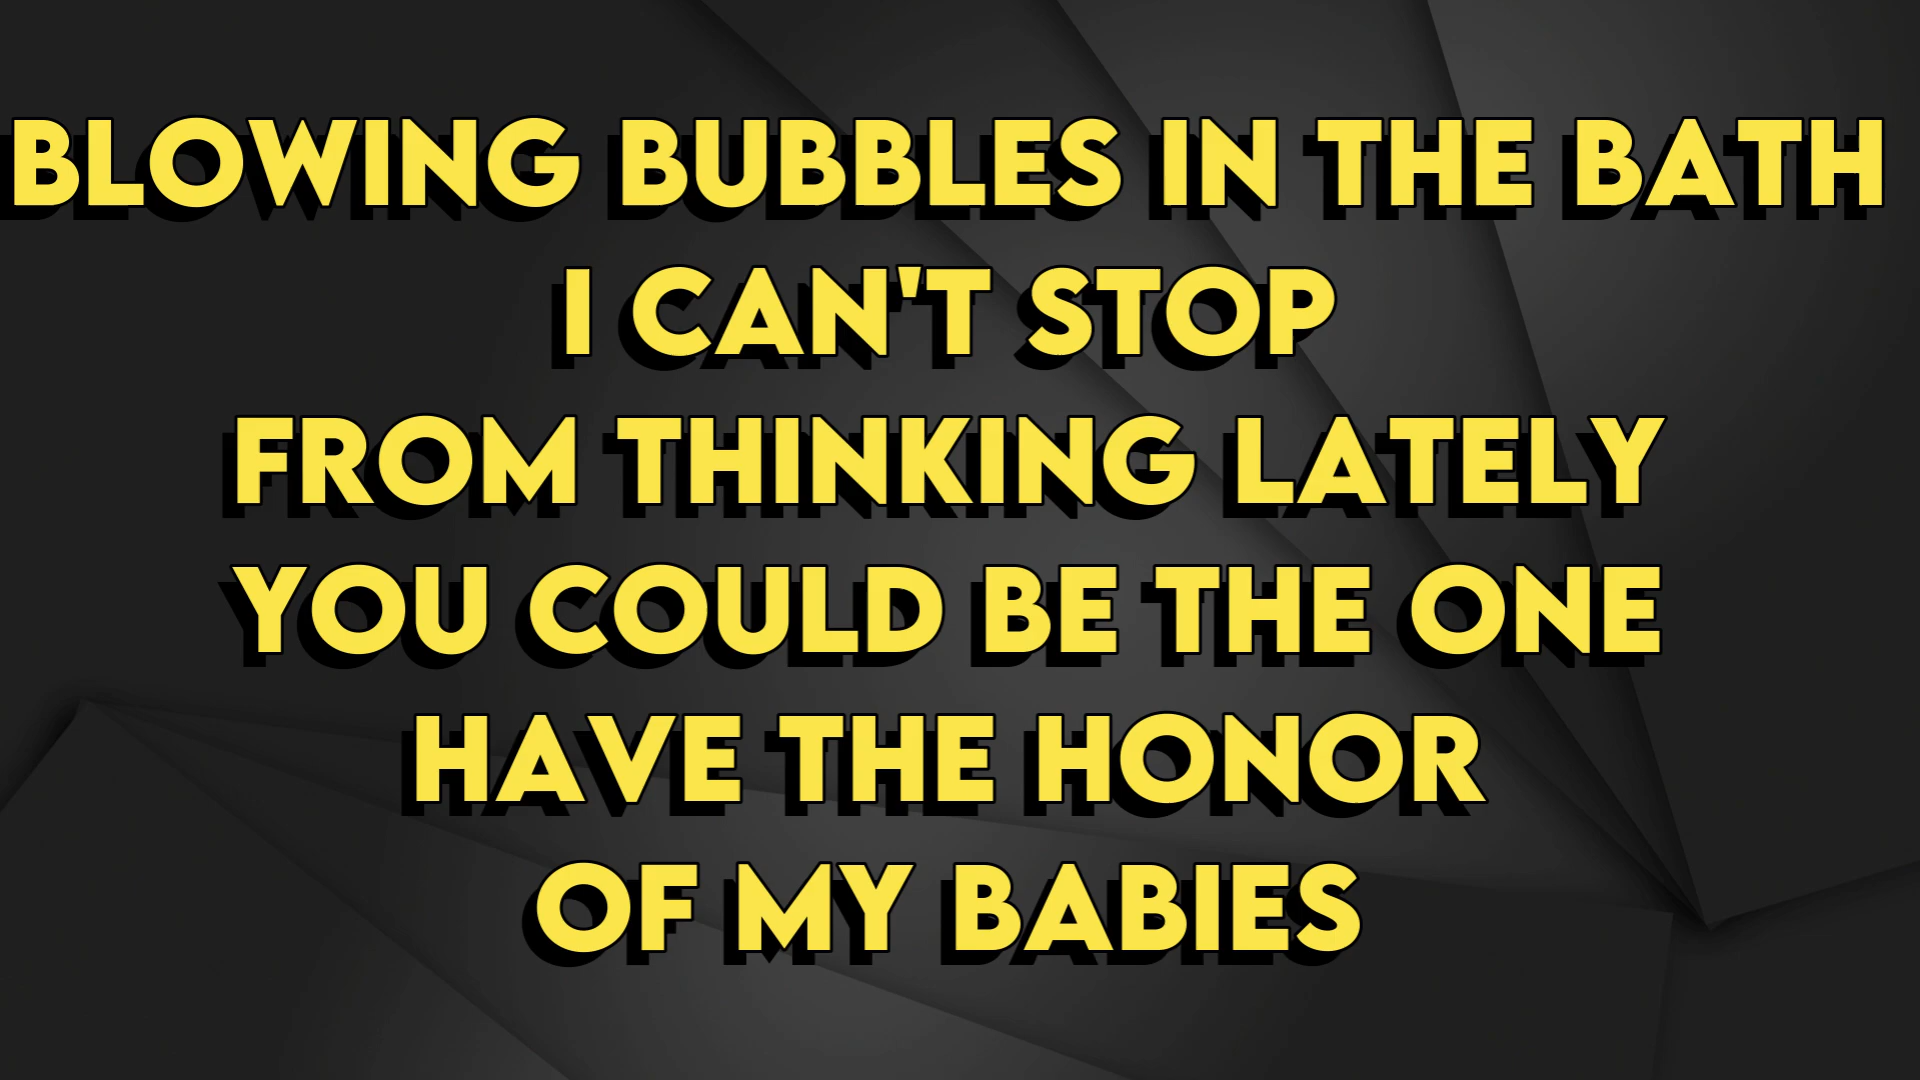 BLOWING BUBBLES IN THE BATH
I CAN'T STOP
FROM THINKING LATELY
YOU COULD BE THE ONE
HAVE THE HONOR
OF MY BABIES